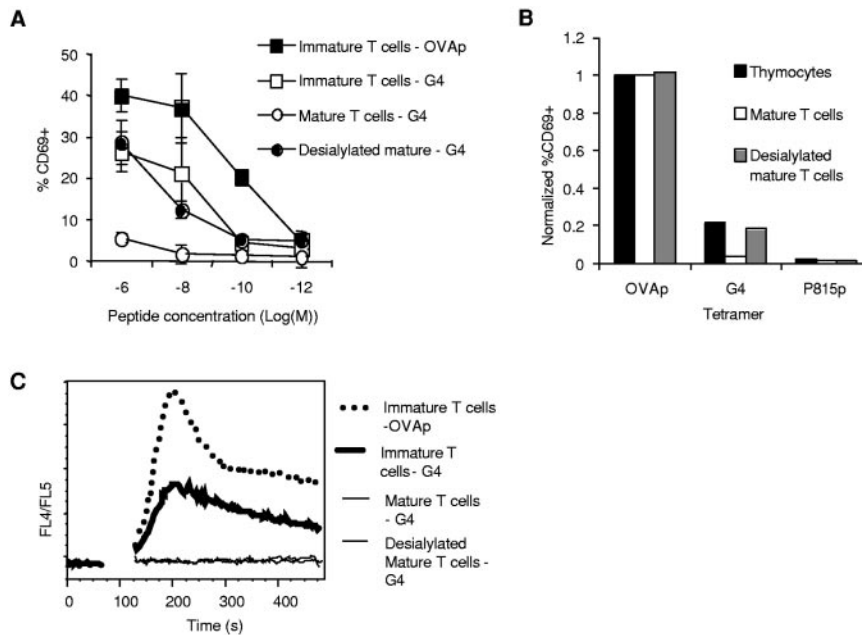 A
Immature T cells - OVAp
Immature T cells - G4
Mature T cells - G4
Desialylated mature - G4
% CD69+
50
40
30
20
10
0
-6
-8
-10
-12
Peptide concentration (Log(M))
B
Normalized %CD69+
1.2
1
0.8
0.6
0.4
0.2
0
Thymocytes
Mature T cells
Desialylated
mature T cells
OVAp
G4
P815p
Tetramer
C
FL4/FL5
0
100
200
300
400
Time (s)
Immature T cells
-OVAp
Immature T
cells- G4
Mature T cells
- G4
Desialylated
Mature T cells -
G4